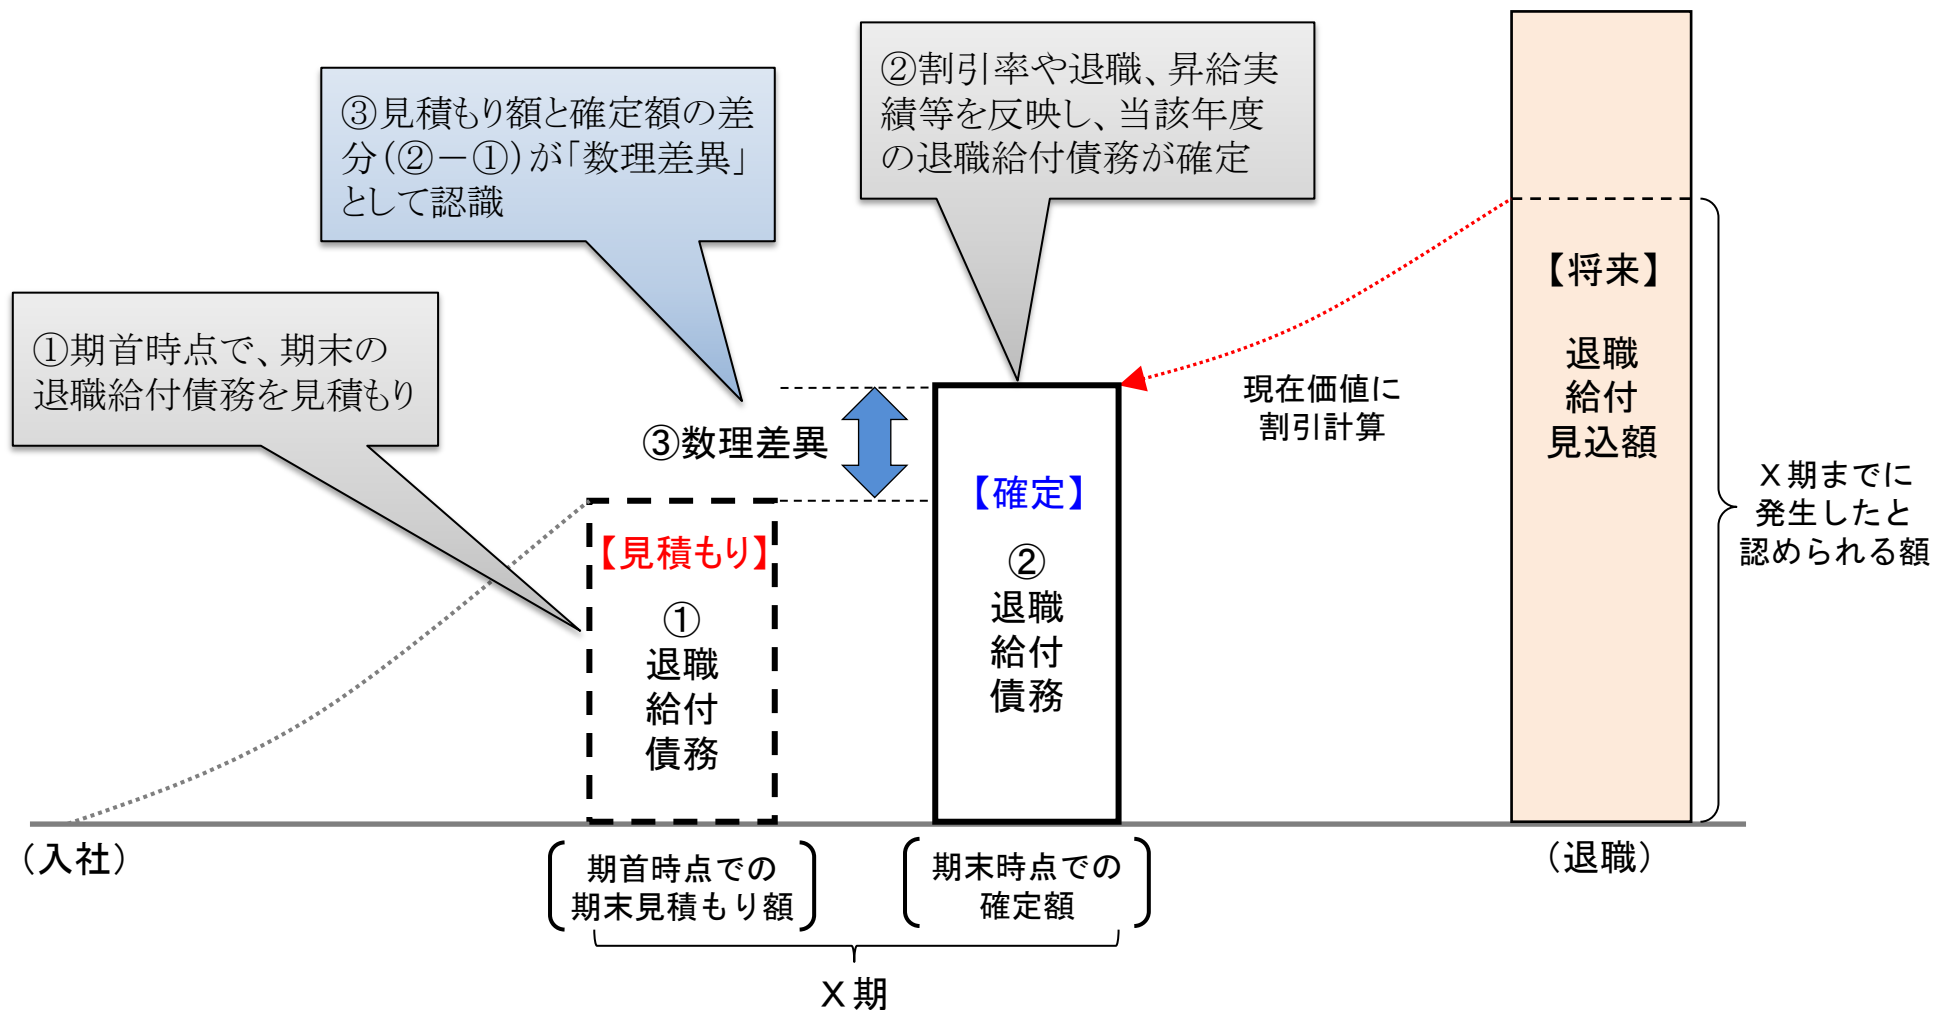 ②割引率や退職、昇給実
績等を反映し、当該年度
の退職給付債務が確定
③見積もり額と確定額の差
分(②－①)が「数理差異」
として認識
①期首時点で、期末の
退職給付債務を見積もり
【将来】
退職
給付
見込額
現在価値に
割引計算
③数理差異
X期までに
発生したと
認められる額
【見積もり】
①
退職
給付
債務
【確定】
②
退職
給付
債務
(入社)
期首時点での
期末見積もり額
期末時点での
確定額
(退職)
X期